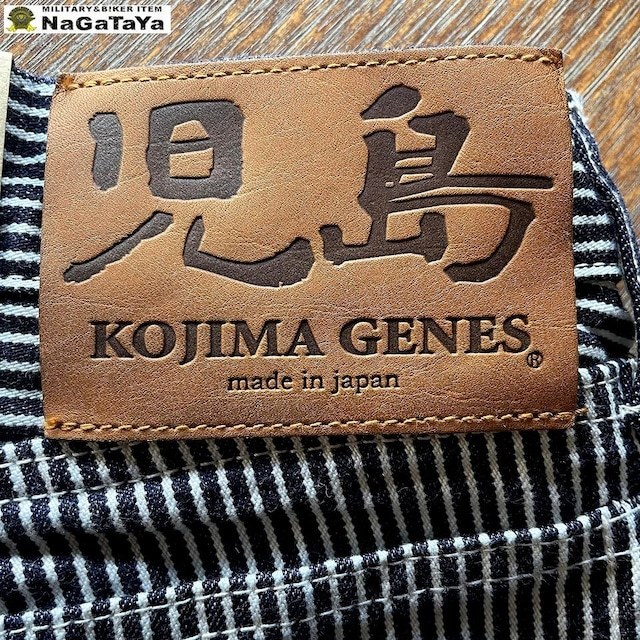 MILITARY&BIKER ITEM
NaGaTaYa
児島
KOJIMA GENES®
made in japan